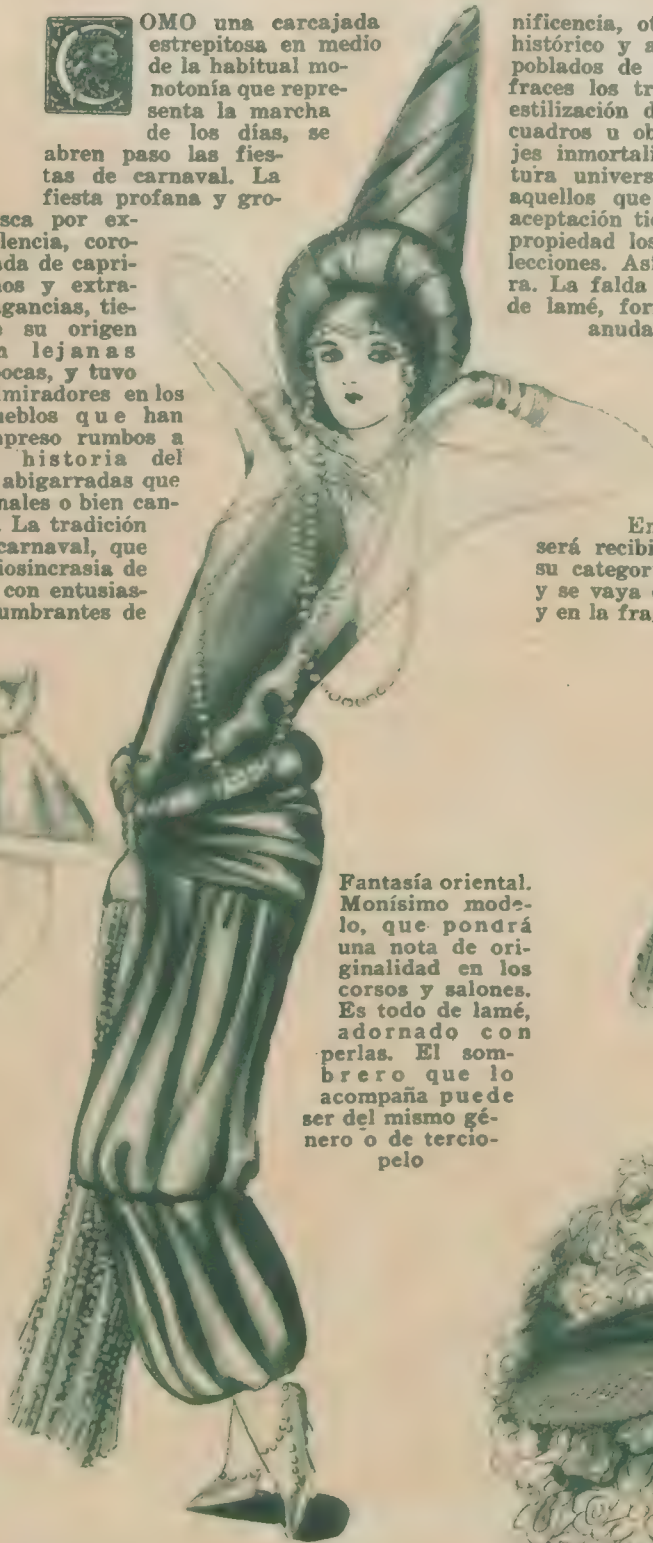 COMO una carcajada
estrepitosa en medio
de la habitual mo-
notonía que repre-
senta la marcha
de los días, se
abren paso las fies-
tas de carnaval. La
fiesta profana y gro-
sca por ex-
lencia, coro-
ada de capri-
hos y extra-
agancias, tie-
e su origen
n lejanas
pocas, y tuvo
miradores en los
ueblos que han
mpreso rumbos a
historia del
abigarradas que
nales o bien can-
. La tradición
carnaval, que
iosincrasia de
con entusias-
umbrantes de
nificencia, ot
histórico y a
poblados de
fraces los tr
estilización d
cuadros u ob
jes inmortali
tura univers
aquellos que
aceptación tie
propiedad los
lecciones. Así
ra. La falda
de lamé, for
anuda
En
será recibi
su categor
y se vaya
y en la fra
Fantasía oriental.
Monísimo mode-
lo, que pondrá
una nota de ori-
ginalidad en los
corsos y salones.
Es todo de lamé,
adornado con
perlas. El som-
brero que lo
acompaña puede
ser del mismo gé-
nero o de tercio-
pelo